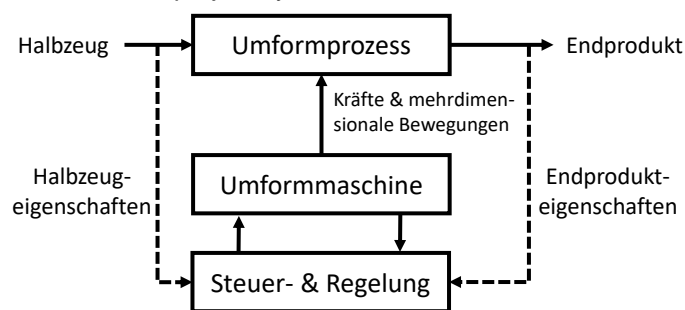 Halbzeug
Umformprozess
Endprodukt
Kräfte & mehrdimen-
sionale Bewegungen
Halbzeug-
eigenschaften
Umformmaschine
Endprodukt-
eigenschaften
Steuer- & Regelung